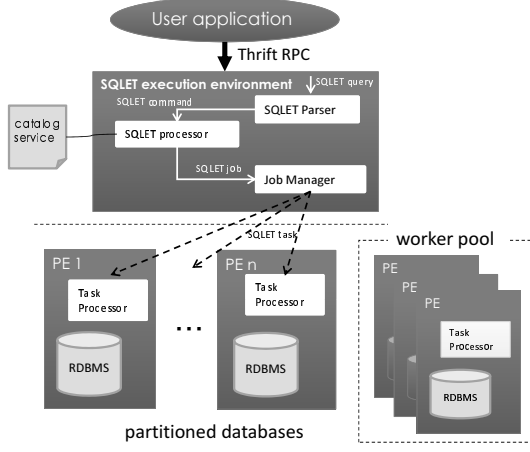 User application
Thrift RPC
SQLET execution environment
SQLET query
SQLET command
SQLET Parser
catalog
service
SQLET processor
SQLET job
Job Manager
SQLET task
worker pool
PE 1
Task
Processor
RDBMS
...
PE n
Task
Processor
RDBMS
PE
PE
PE
Task
Processor
RDBMS
partitioned databases